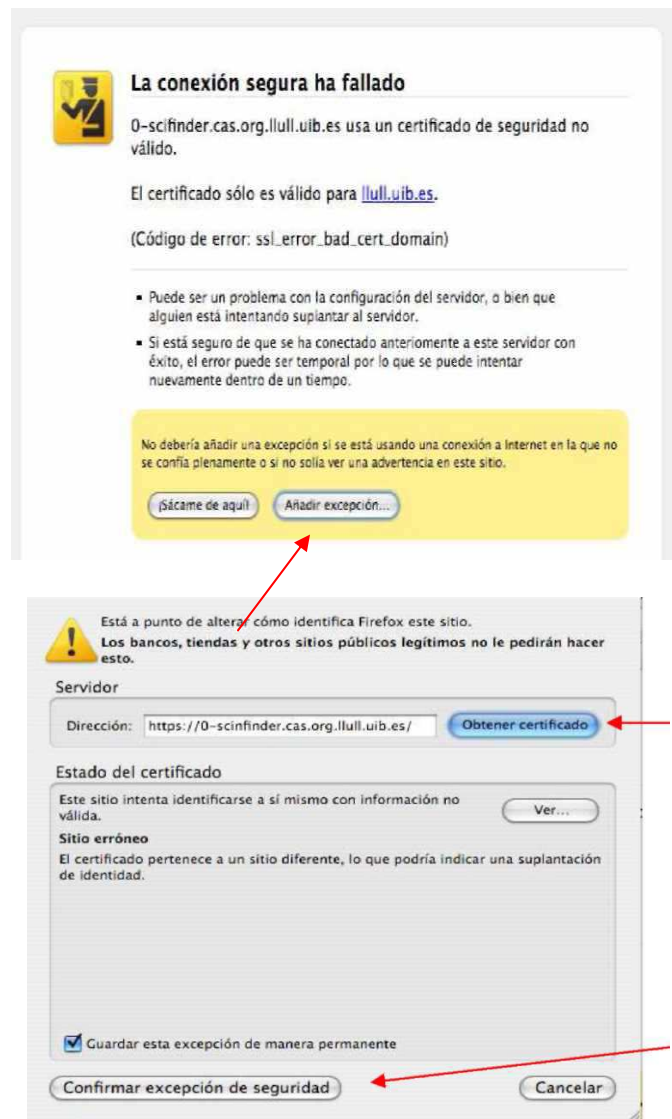 La conexión segura ha fallado
0-scifinder.cas.org.llull.uib.es usa un certificado de seguridad no
válido.
El certificado sólo es válido para llull.uib.es.
(Código de error: ssl_error_bad_cert_domain)
▪ Puede ser un problema con la configuración del servidor, o bien que
alguien está intentando suplantar al servidor.
▪ Si está seguro de que se ha conectado anteriormente a este servidor con
éxito, el error puede ser temporal por lo que se puede intentar
nuevamente dentro de un tiempo.
No debería añadir una excepción si se está usando una conexión a Internet en la que no
se confía plenamente o si no solía ver una advertencia en este sitio.
¡Sácame de aquí!
Añadir excepción...
Está a punto de alterar cómo identifica Firefox este sitio.
Los bancos, tiendas y otros sitios públicos legítimos no le pedirán hacer
esto.
Servidor
Dirección: https://0-scinfinder.cas.org.llull.uib.es/ Obtener certificado
Estado del certificado
Este sitio intenta identificarse a sí mismo con información no
válida.
Ver...
Sitio erróneo
El certificado pertenece a un sitio diferente, lo que podría indicar una suplantación
de identidad.
Guardar esta excepción de manera permanente
Confirmar excepción de seguridad
Cancelar